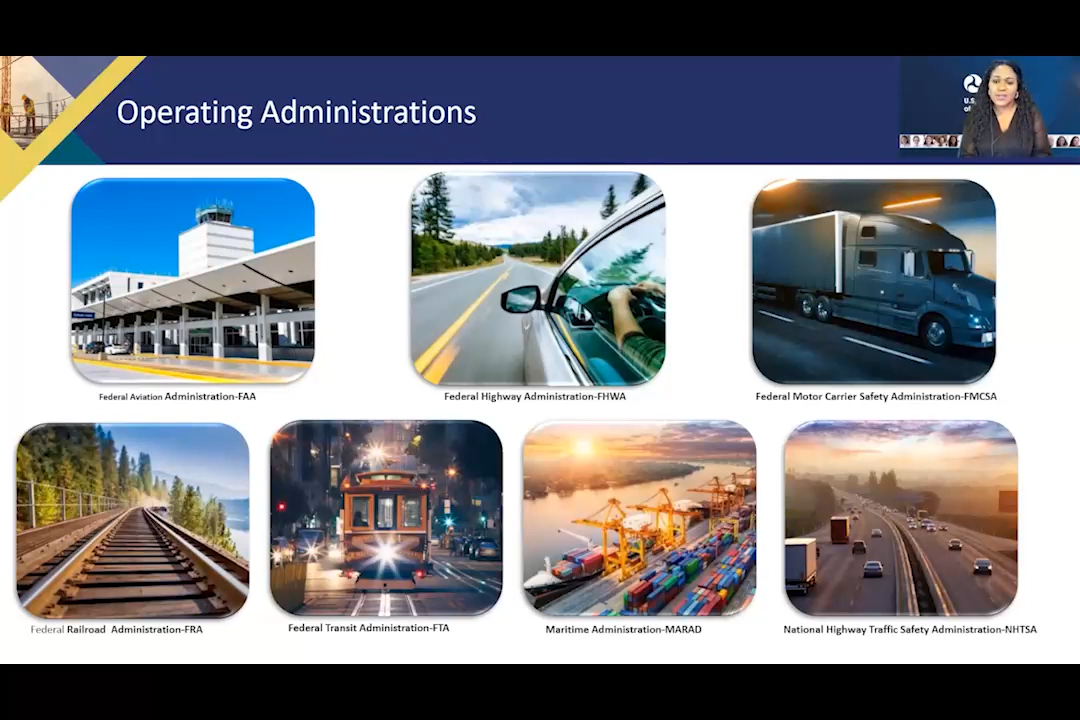 Operating Administrations
U.S.
of
Federal Aviation Administration-FAA
Federal Highway Administration-FHWA
Federal Motor Carrier Safety Administration-FMCSA
Federal Railroad  Administration-FRA
Federal Transit Administration-FTA
Maritime Administration-MARAD
National Highway Traffic Safety Administration-NHTSA